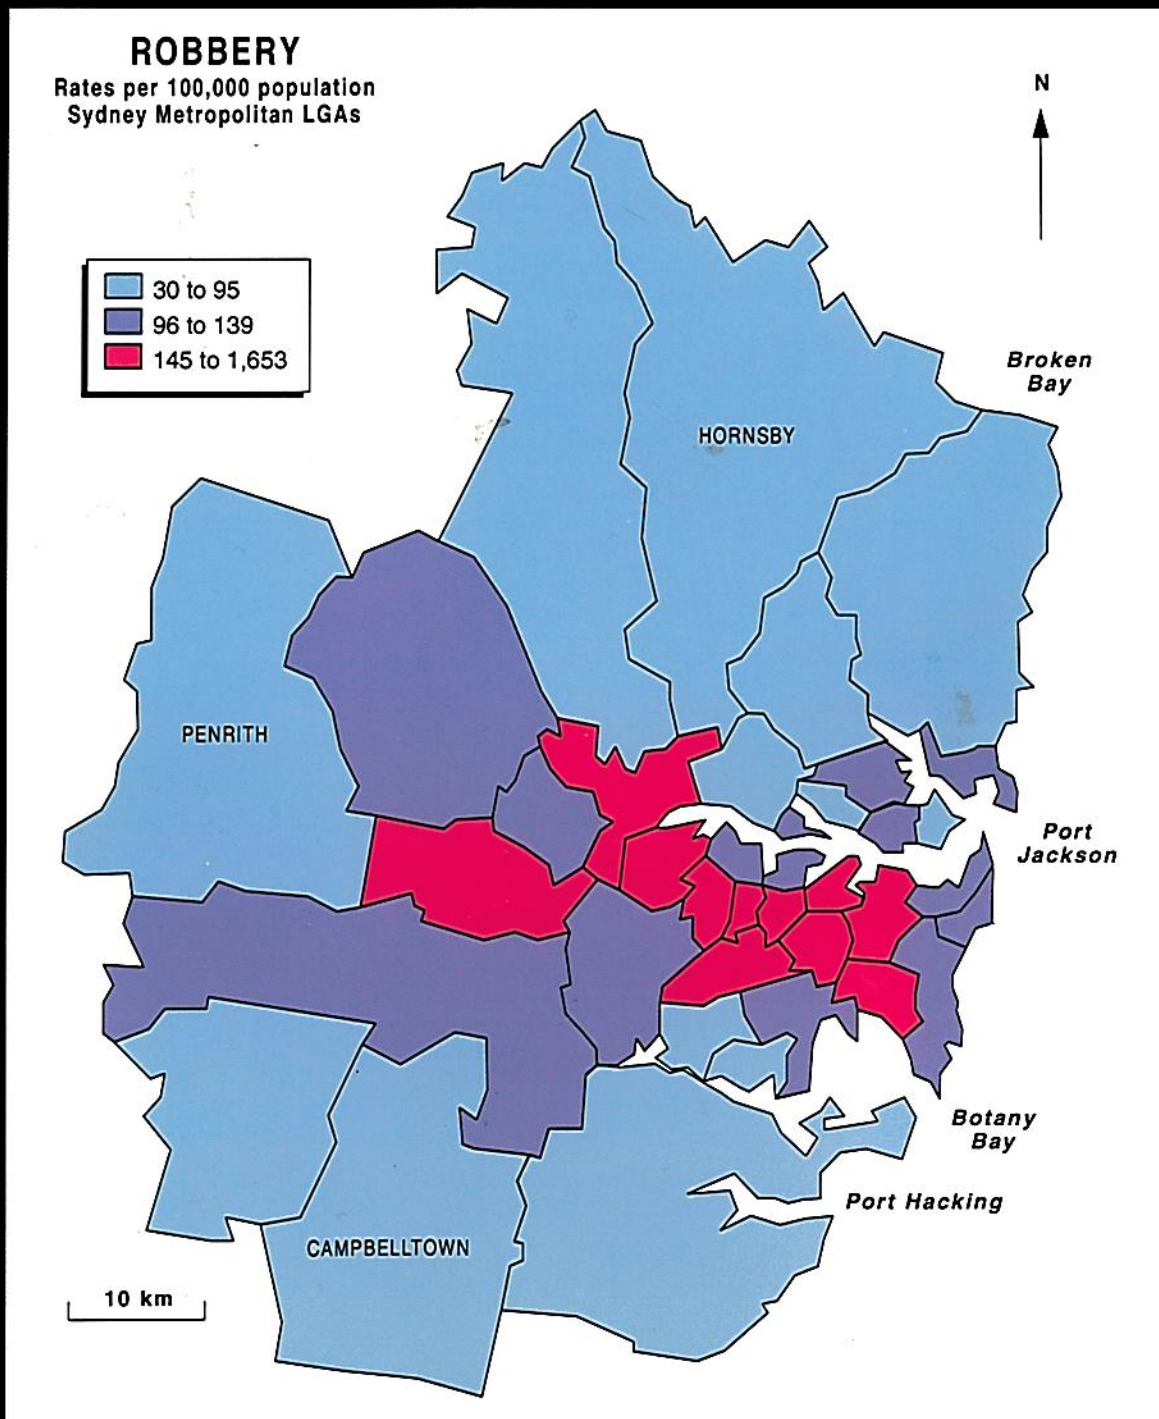 ROBBERY
Rates per 100,000 population
Sydney Metropolitan LGAs
N
30 to 95
96 to 139
145 to 1,653
Broken
Bay
HORNSBY
PENRITH
Port
Jackson
Botany
Bay
Port Hacking
CAMPBELLTOWN
10 km